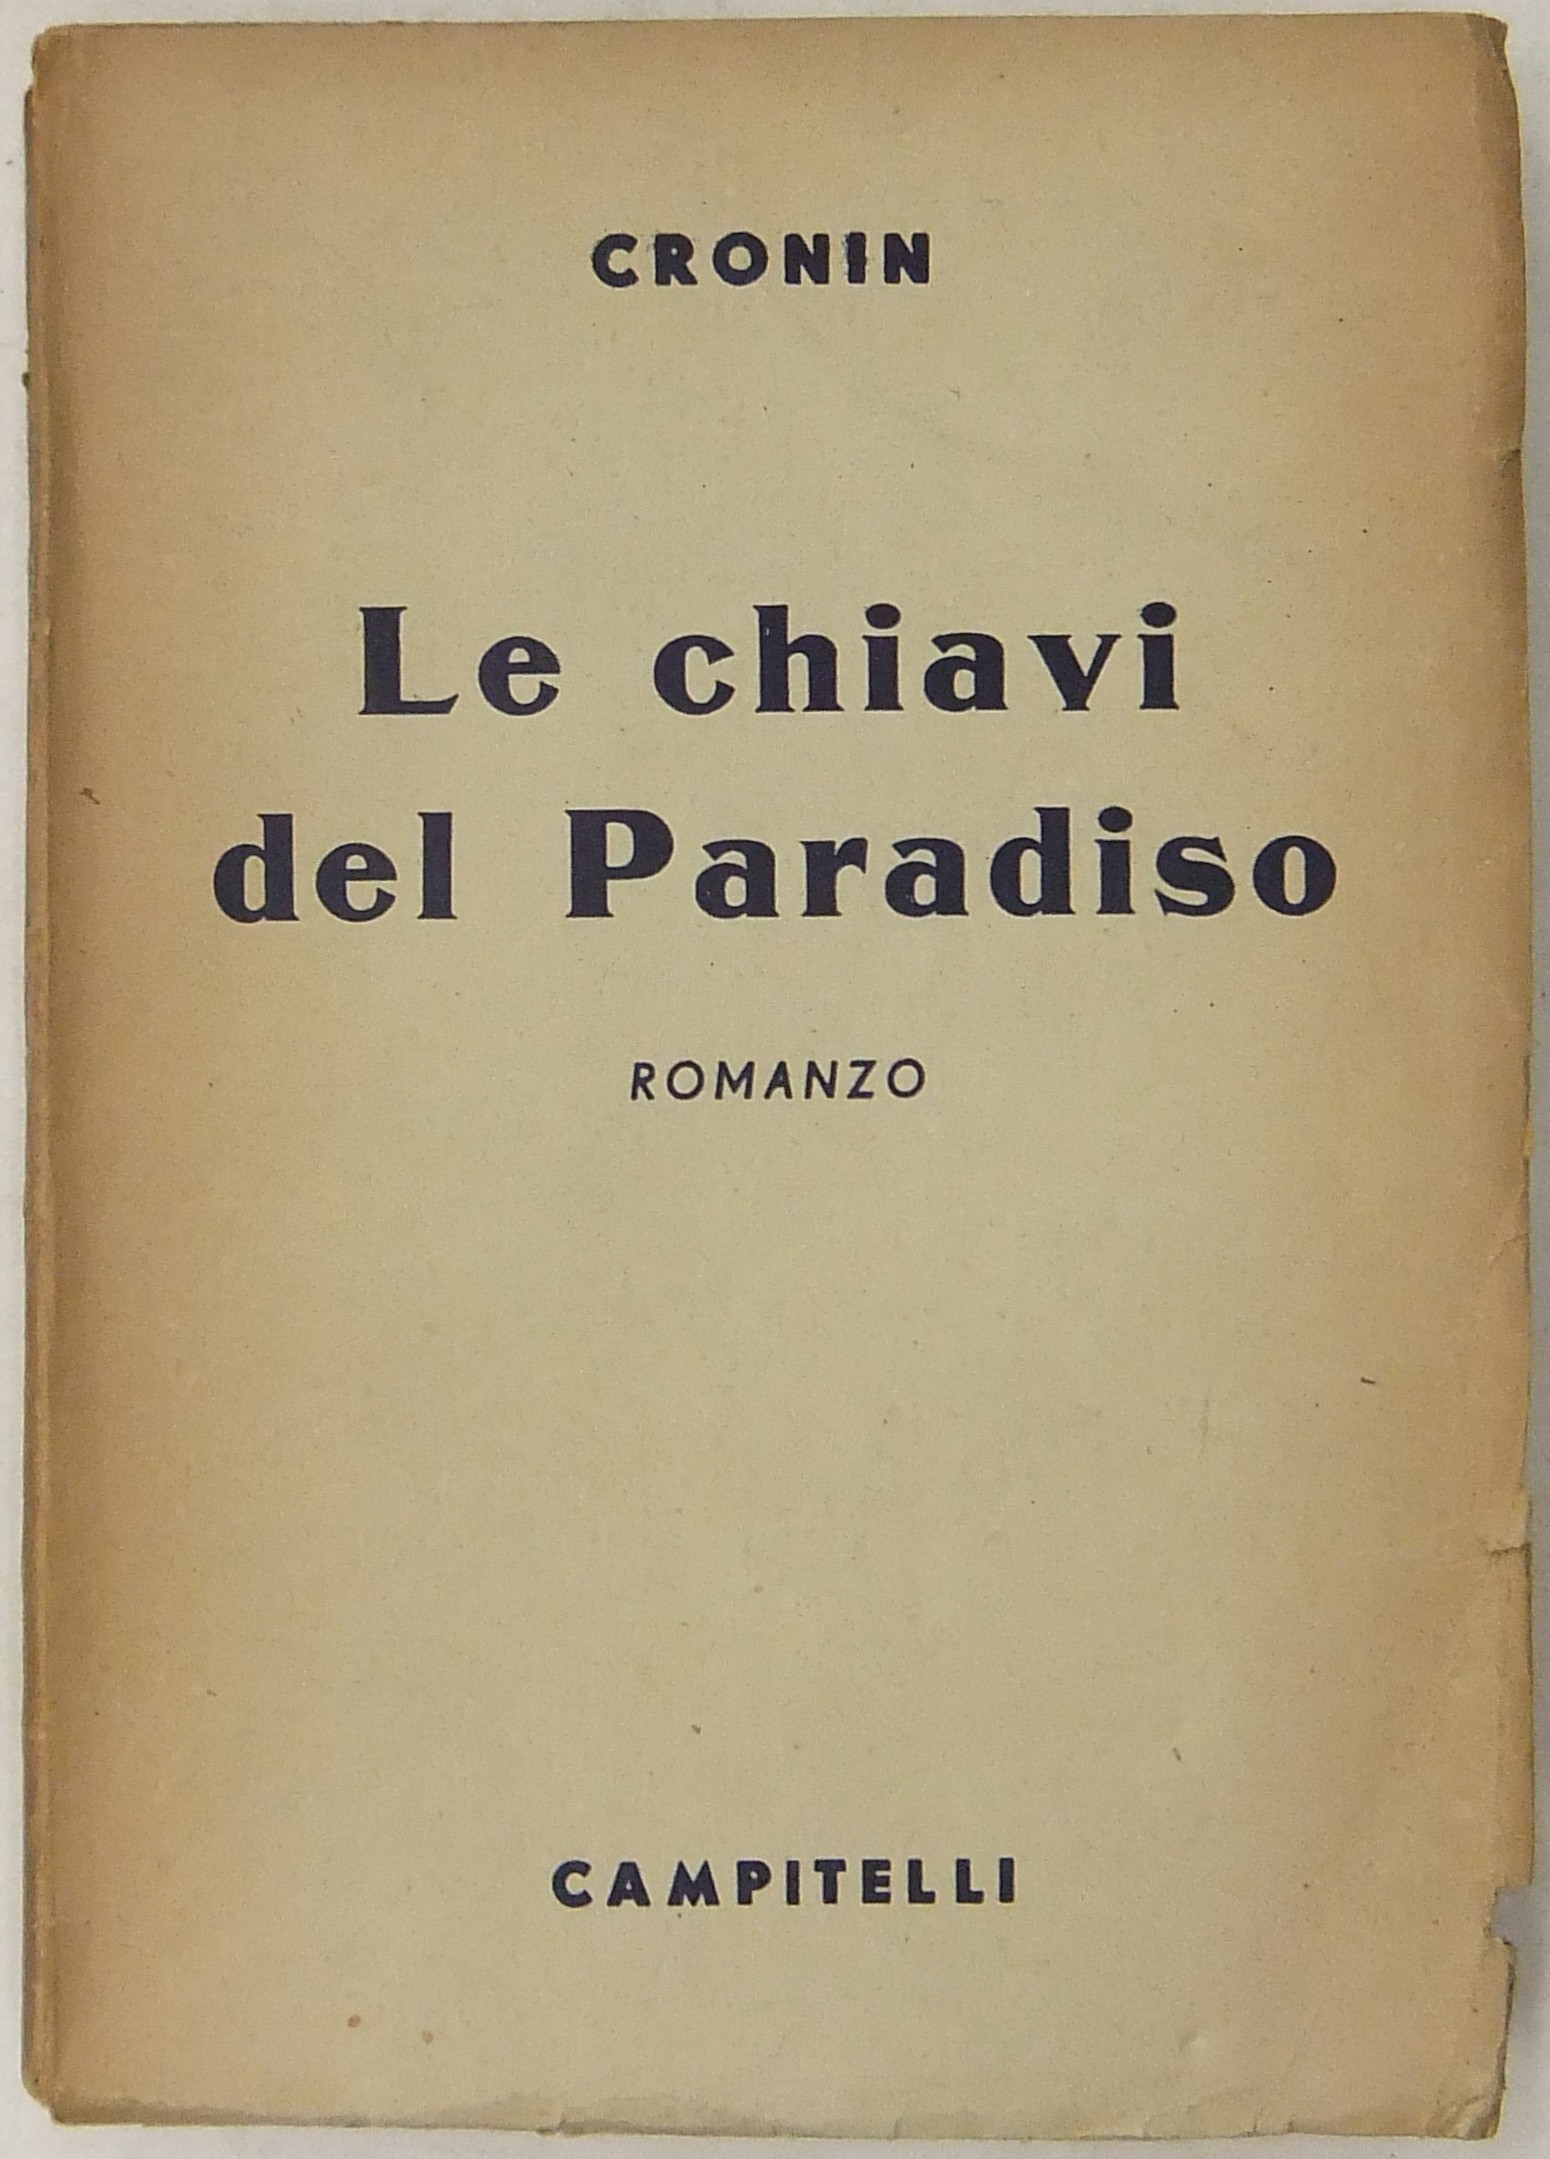 CRONIN
Le chiavi
del Paradiso
ROMANZO
CAMPITELLI